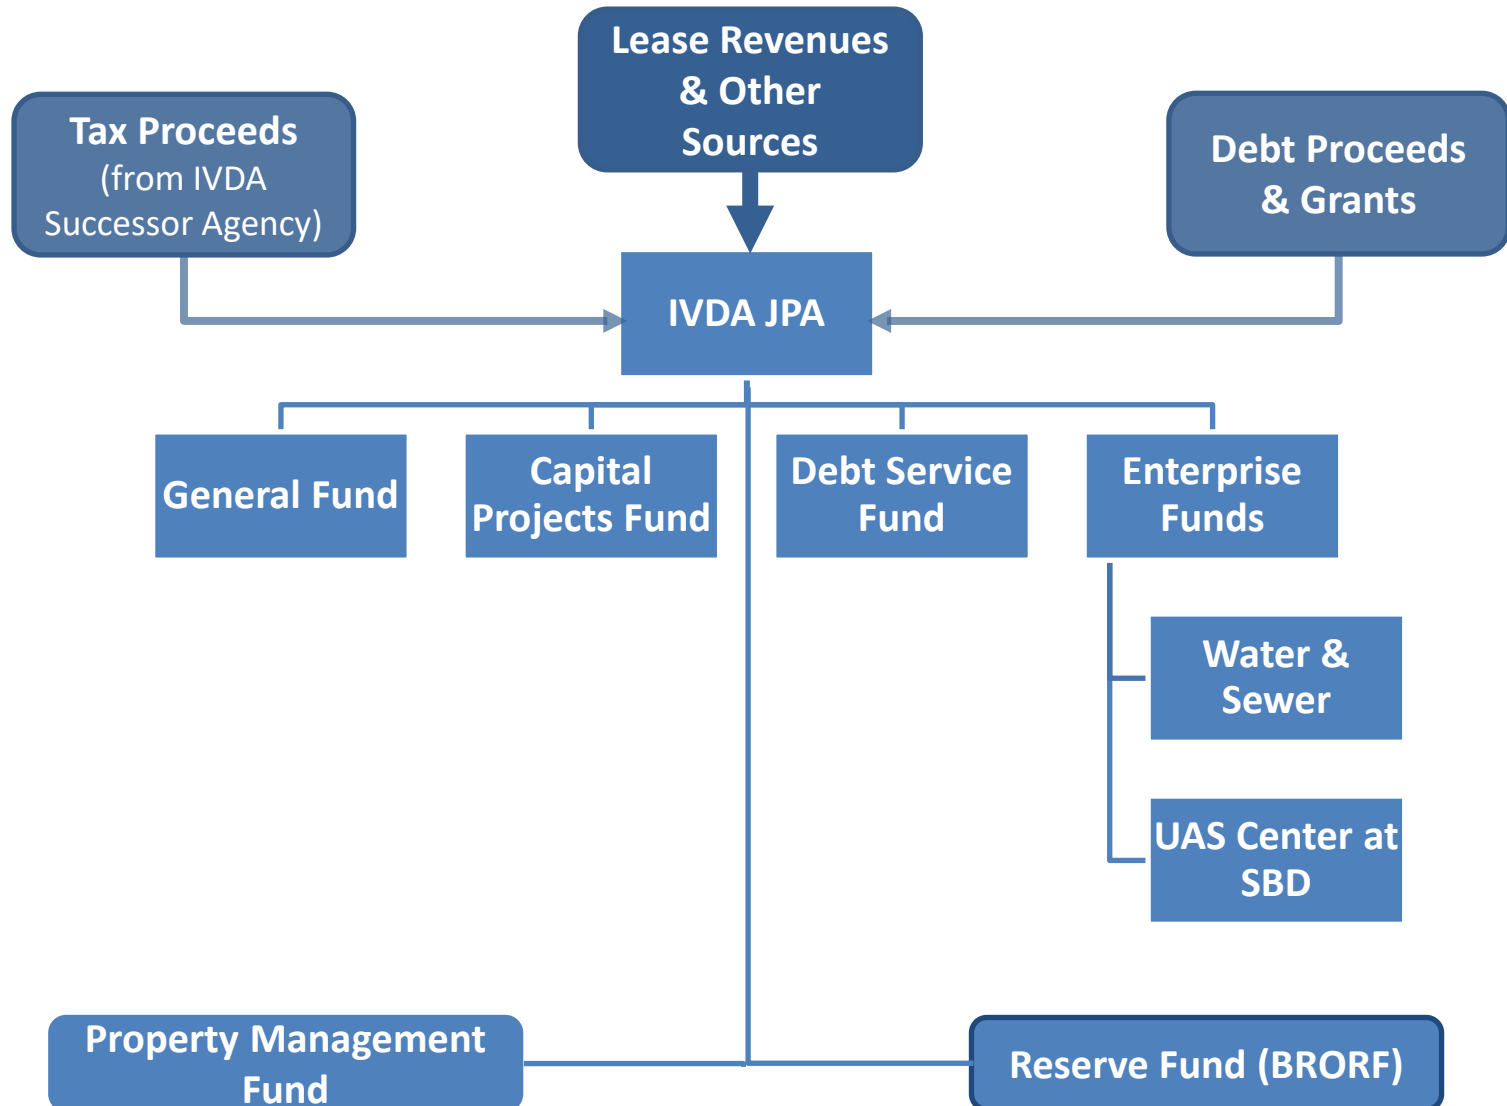 Lease Revenues
& Other
Sources
Tax Proceeds
(from IVDA
Successor Agency)
Debt Proceeds
& Grants
IVDA JPA
General Fund
Capital
Projects Fund
Debt Service
Fund
Enterprise
Funds
Water &
Sewer
UAS Center at
SBD
Property Management
Fund
Reserve Fund (BRORF)